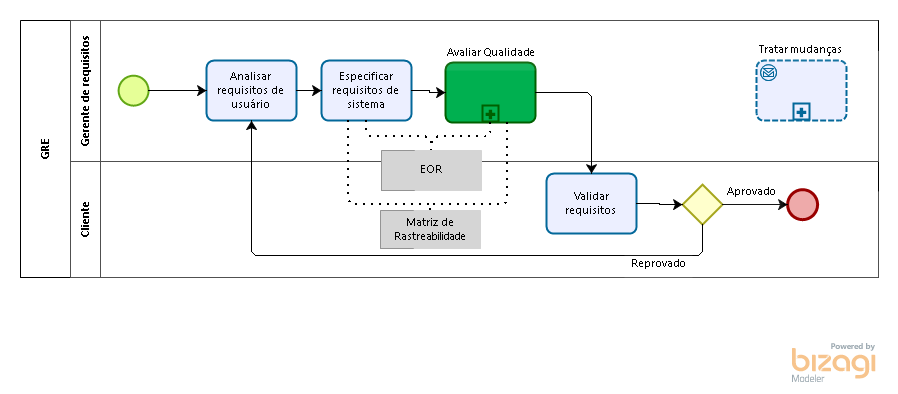 GRE
Gerente de requisitos
Analisar
requisitos de
usuário
Especificar
requisitos de
sistema
Avaliar Qualidade
Tratar mudanças
EOR
Cliente
Matriz de
Rastreabilidade
Validar
requisitos
Aprovado
Reprovado
Powered by
bizagi
Modeler